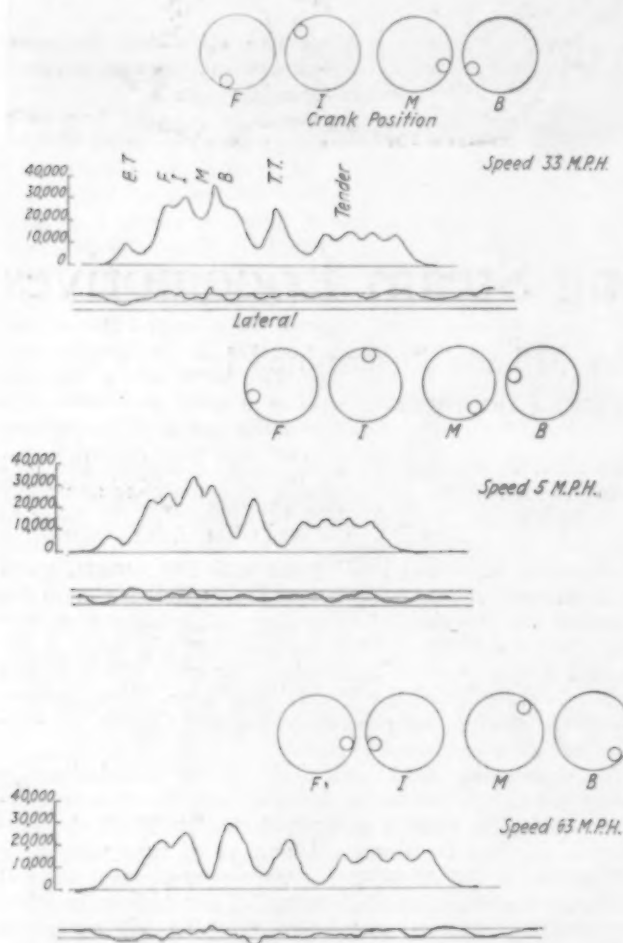 F I M B
Crank Position
Speed 33 M.P.H.
E.T F I M B T.T. Tender
40,000
30,000
20,000
10,000
0
Lateral
F I M B
Speed 5 M.P.H.
40,000
30,000
20,000
10,000
0
F I M B
Speed 63 M.P.H.
40,000
30,000
20,000
10,000
0